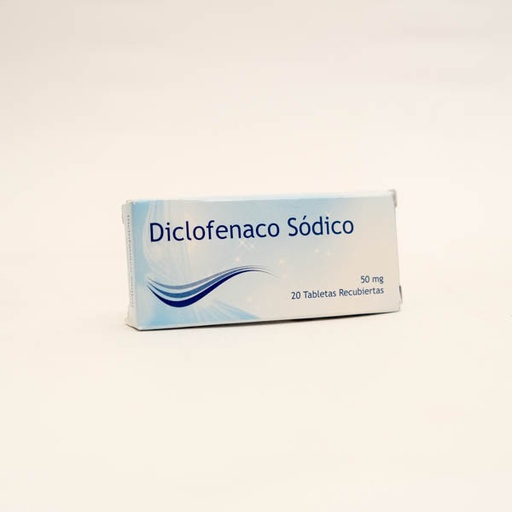 Diclofenaco Sódico
50 mg
20 Tabletas Recubiertas